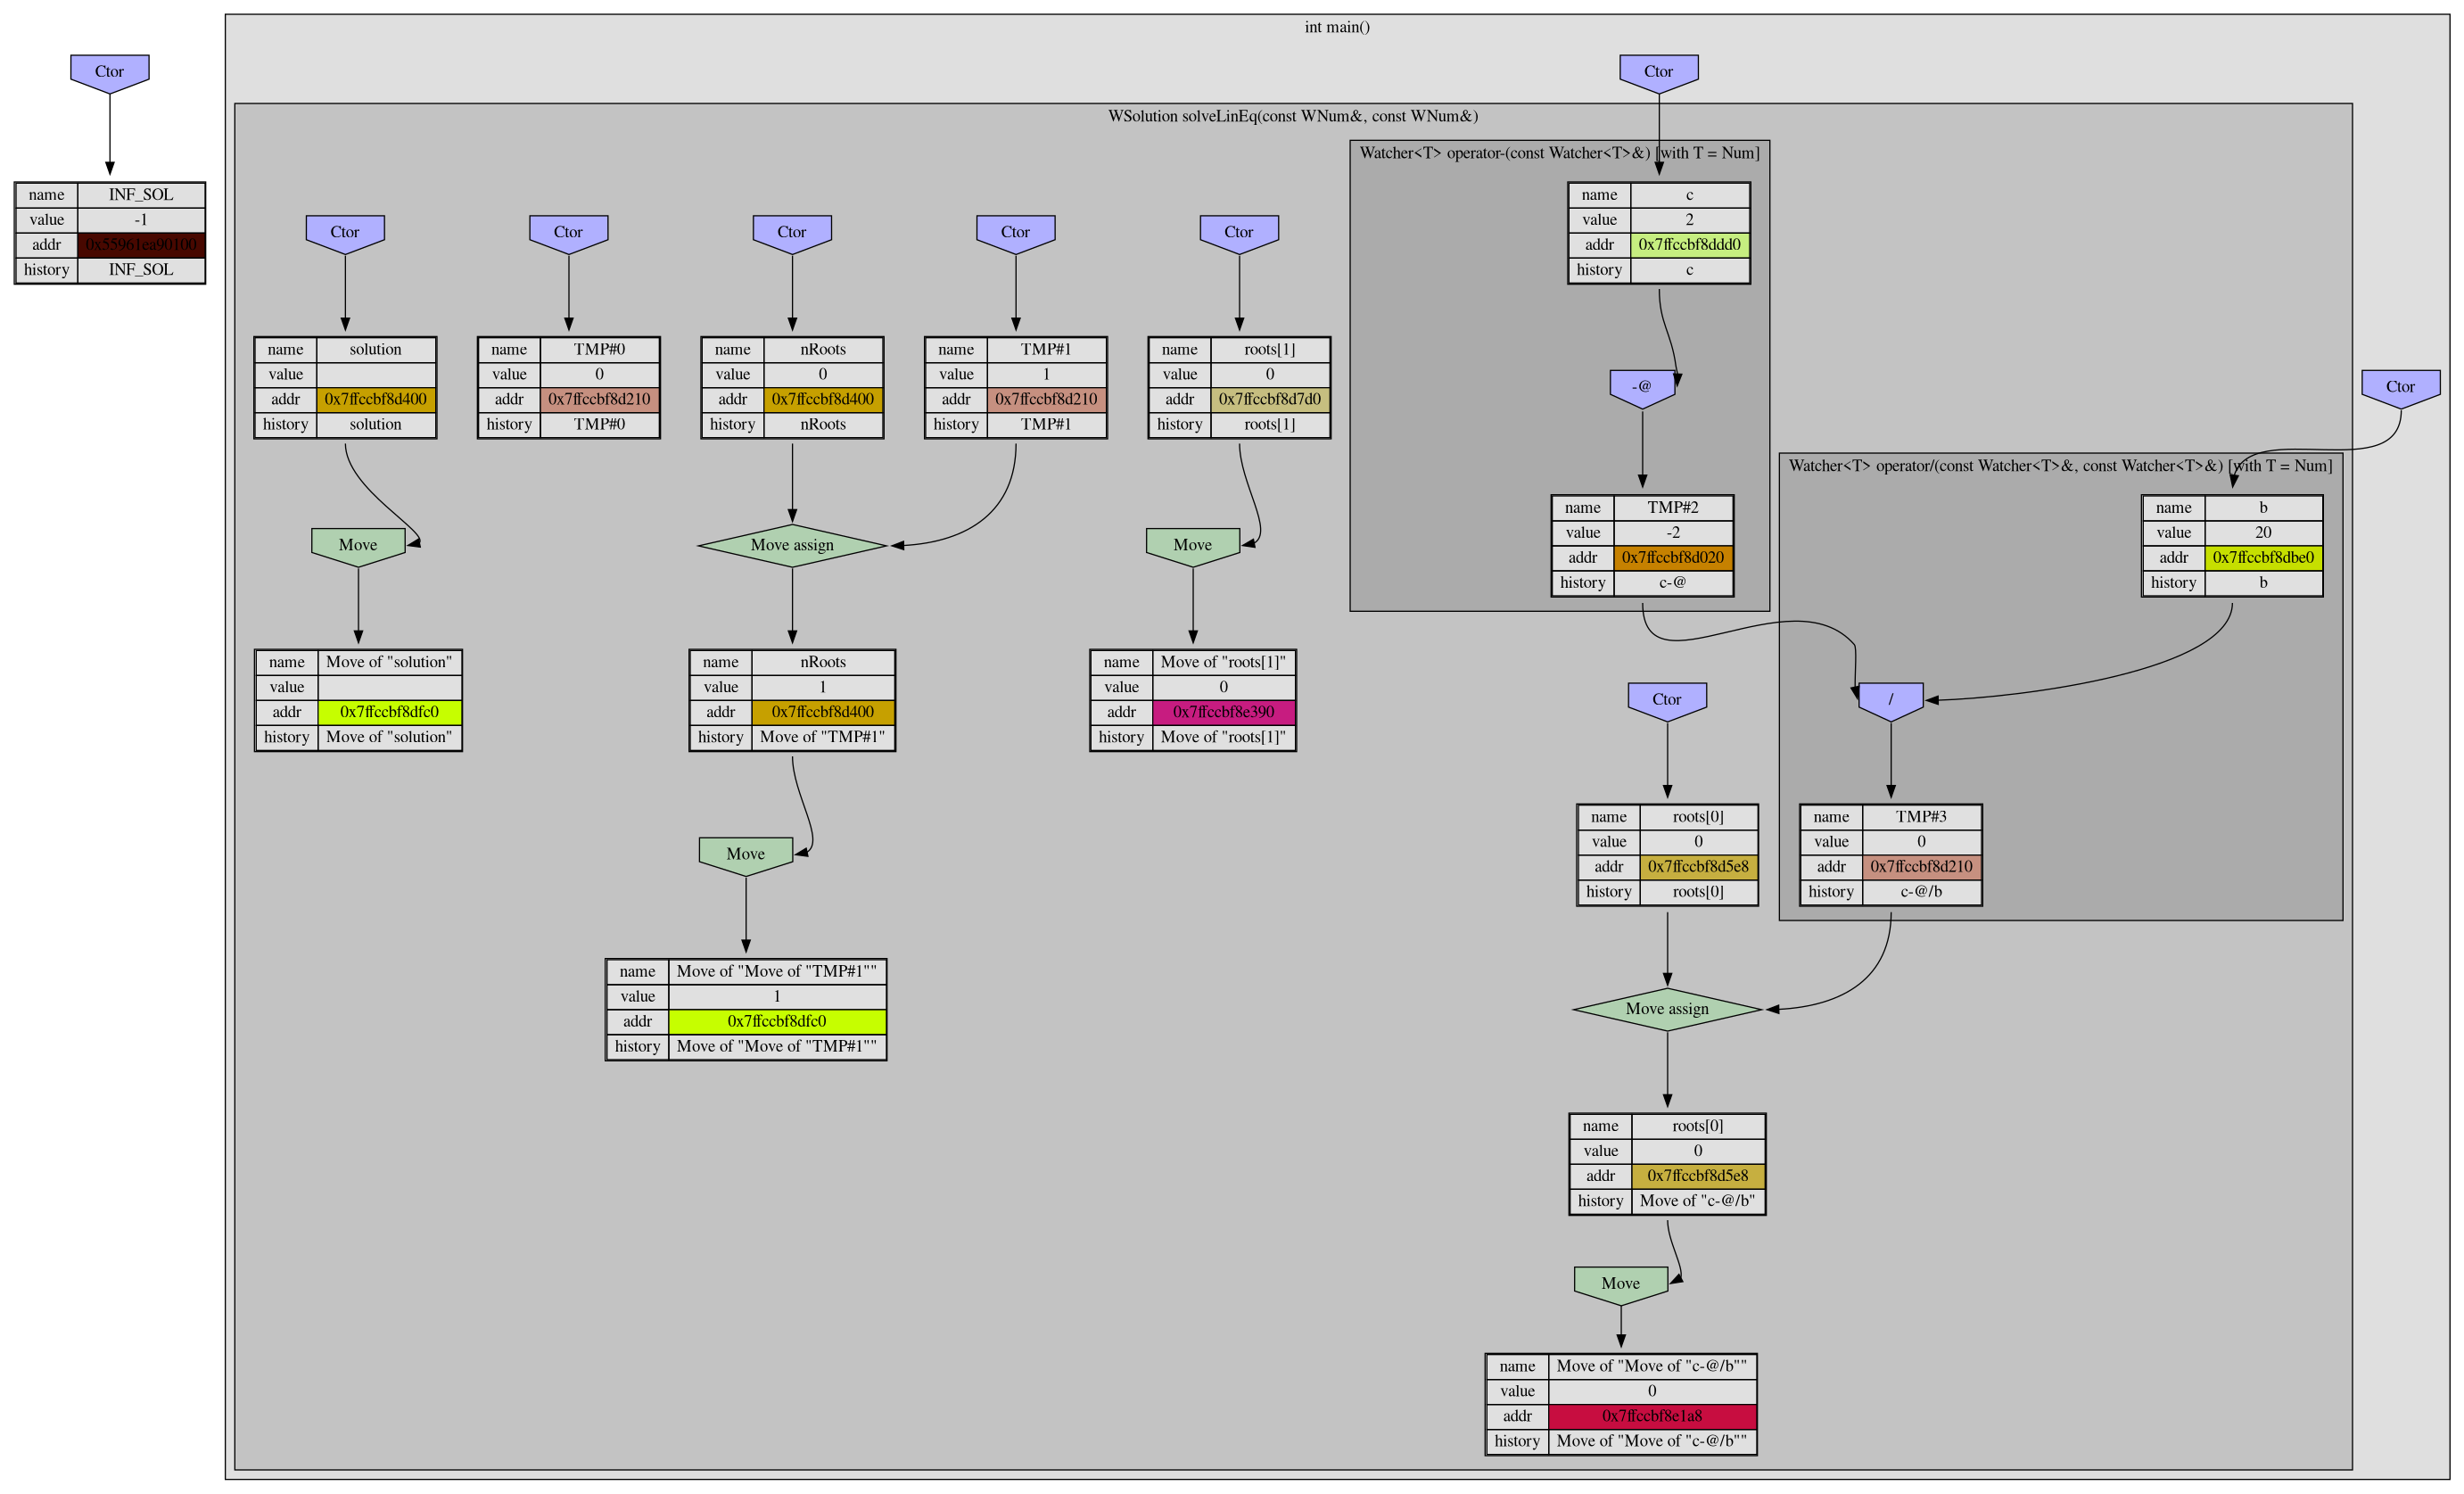 int main()
Ctor
Ctor
WSolution solveLinEq(const WNum&, const WNum&)
Watcher<T> operator-(const Watcher<T>&) [with T = Num]
name INF_SOL
value -1
addr 0x55961ea90100
history INF_SOL
name c
value 2
addr 0x7ffccbf8ddd0
history c
Ctor
Ctor
Ctor
Ctor
Ctor
name solution
value
addr 0x7ffccbf8d400
history solution
name TMP#0
value 0
addr 0x7ffccbf8d210
history TMP#0
name nRoots
value 0
addr 0x7ffccbf8d400
history nRoots
name TMP#1
value 1
addr 0x7ffccbf8d210
history TMP#1
name roots[1]
value 0
addr 0x7ffccbf8d7d0
history roots[1]
-@
Ctor
Watcher<T> operator/(const Watcher<T>&, const Watcher<T>&) [with T = Num]
Move
Move assign
Move
name TMP#2
value -2
addr 0x7ffccbf8d020
history c-@
name b
value 20
addr 0x7ffccbf8dbe0
history b
name Move of "solution"
value
addr 0x7ffccbf8dfc0
history Move of "solution"
name nRoots
value 1
addr 0x7ffccbf8d400
history Move of "TMP#1"
name Move of "roots[1]"
value 0
addr 0x7ffccbf8e390
history Move of "roots[1]"
Ctor
/
Move
name roots[0]
value 0
addr 0x7ffccbf8d5e8
history roots[0]
name TMP#3
value 0
addr 0x7ffccbf8d210
history c-@/b
name Move of "Move of "TMP#1""
value 1
addr 0x7ffccbf8dfc0
history Move of "Move of "TMP#1""
Move assign
name roots[0]
value 0
addr 0x7ffccbf8d5e8
history Move of "c-@/b"
Move
name Move of "Move of "c-@/b""
value 0
addr 0x7ffccbf8e1a8
history Move of "Move of "c-@/b""